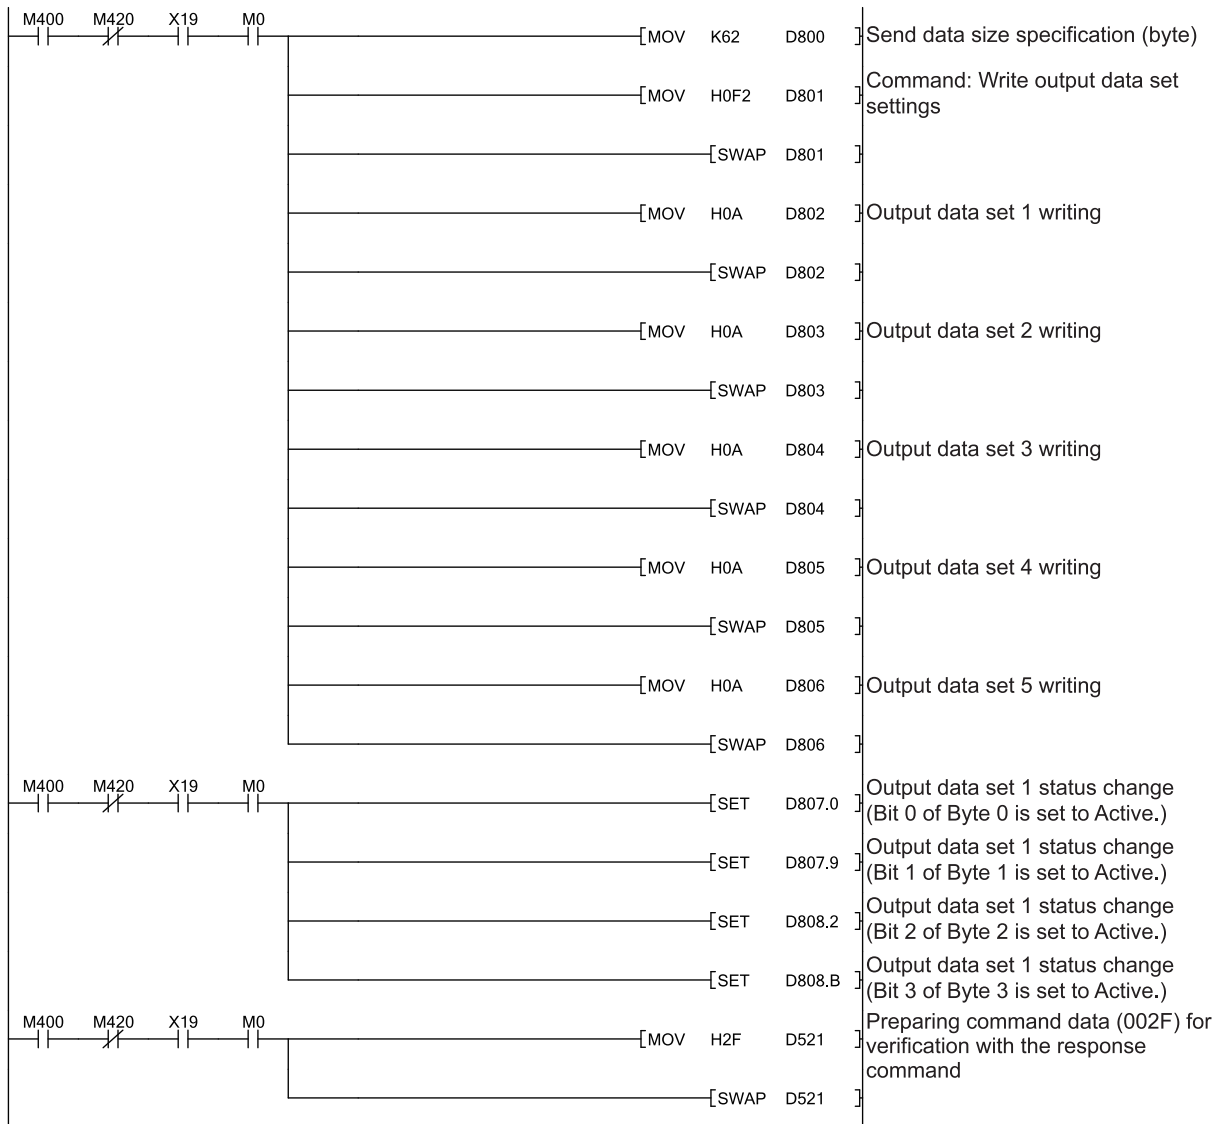 M400 M420 X19 M0
[MOV K62 D800 ] Send data size specification (byte)
[MOV H0F2 D801 ] Command: Write output data set
settings
[SWAP D801 ]
[MOV H0A D802 ] Output data set 1 writing
[SWAP D802 ]
[MOV H0A D803 ] Output data set 2 writing
[SWAP D803 ]
[MOV H0A D804 ] Output data set 3 writing
[SWAP D804 ]
[MOV H0A D805 ] Output data set 4 writing
[SWAP D805 ]
[MOV H0A D806 ] Output data set 5 writing
[SWAP D806 ]
M400 M420 X19 M0
[SET D807.0 ] Output data set 1 status change
(Bit 0 of Byte 0 is set to Active.)
[SET D807.9 ] Output data set 1 status change
(Bit 1 of Byte 1 is set to Active.)
[SET D808.2 ] Output data set 1 status change
(Bit 2 of Byte 2 is set to Active.)
[SET D808.B ] Output data set 1 status change
(Bit 3 of Byte 3 is set to Active.)
M400 M420 X19 M0
[MOV H2F D521 ] Preparing command data (002F) for
verification with the response
command
[SWAP D521 ]